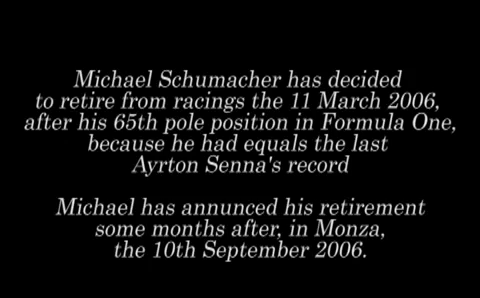 Michael Schumacher has decided
to retire from racings the 11 March 2006,
after his 65th pole position in Formula One,
because he had equals the last
Ayrton Senna's record
Michael has annunced his retirement
some months after, in Monza,
the 10th September 2006.